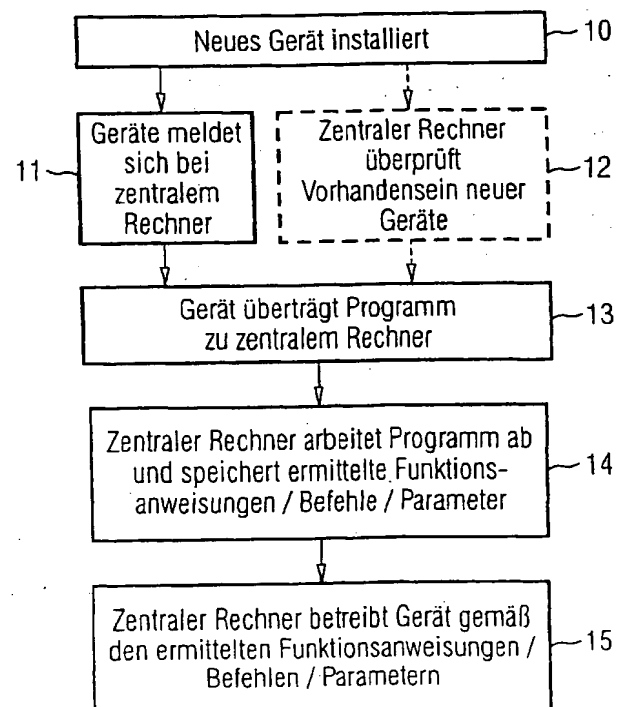 Neues Gerät installiert
10
Geräte meldet
sich bei
zentralem
Rechner
11
Zentraler Rechner
überprüft
Vorhandensein neuer
Geräte
12
Gerät überträgt Programm
zu zentralem Rechner
13
Zentraler Rechner arbeitet Programm ab
und speichert ermittelte Funktions-
anweisungen / Befehle / Parameter
14
Zentraler Rechner betreibt Gerät gemäß
den ermittelten Funktionsanweisungen /
Befehlen / Parametern
15